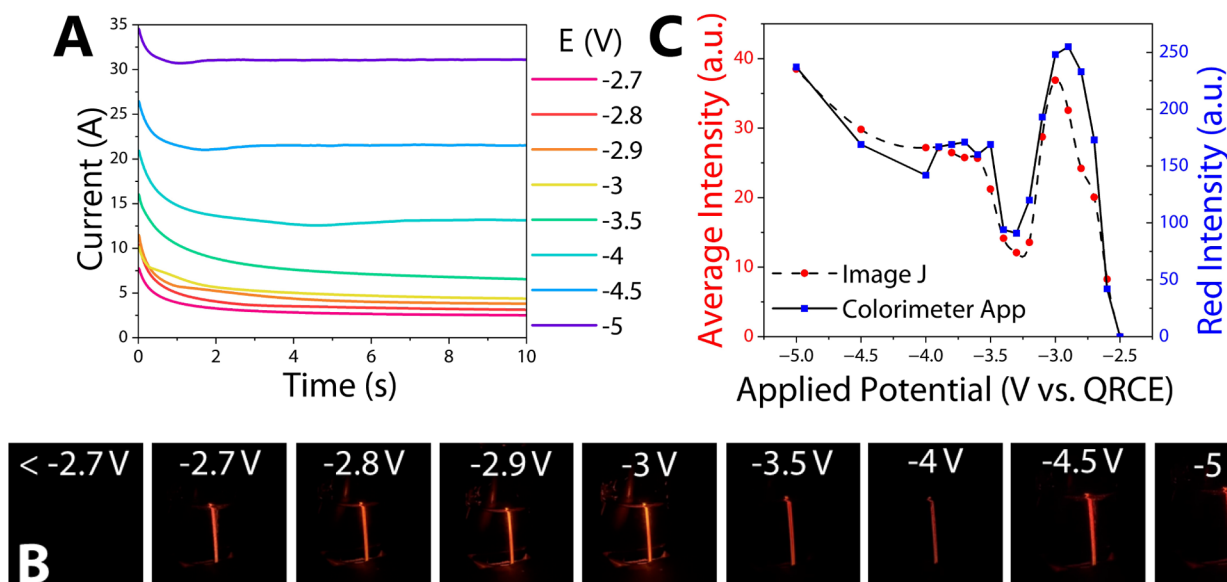 A
Current (A)
35
30
25
20
15
10
5
0
0
2
4
6
8
10
Time (s)
E (V)
-2.7
-2.8
-2.9
-3
-3.5
-4
-4.5
-5
C
Average Intensity (a.u.)
40
30
20
10
0
Image J
Colorimeter App
250
200
150
100
50
0
Red Intensity (a.u.)
−5.0
−4.5
−4.0
−3.5
−3.0
−2.5
Applied Potential (V vs. QRCE)
< -2.7 V
-2.7 V
-2.8 V
-2.9 V
-3 V
-3.5 V
-4 V
-4.5 V
-5
B